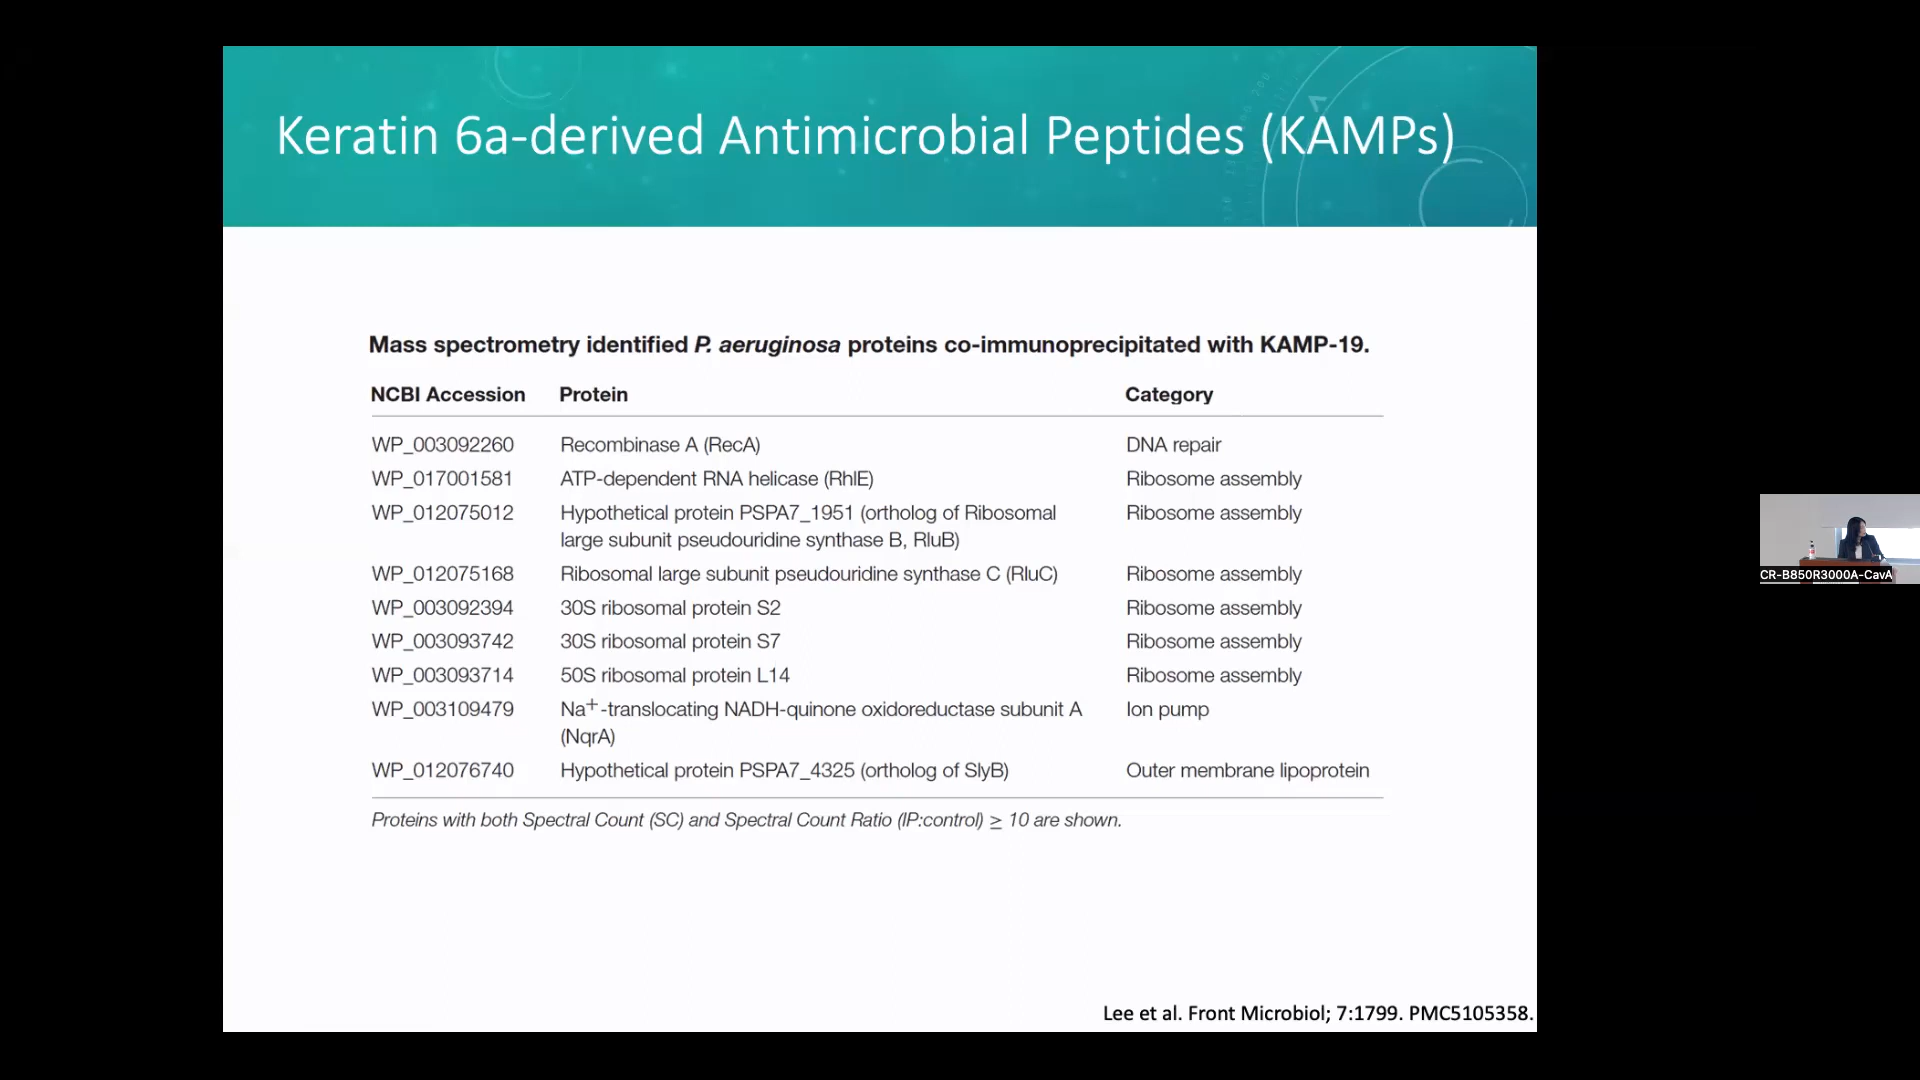 Keratin 6a-derived Antimicrobial Peptides (KAMPs)
Mass spectrometry identified P. aeruginosa proteins co-immunoprecipitated with KAMP-19.
NCBI Accession Protein Category
WP_003092260 Recombinase A (RecA) DNA repair
WP_017001581 ATP-dependent RNA helicase (RhlE) Ribosome assembly
WP_012075012 Hypothetical protein PSPA7_1951 (ortholog of Ribosomal Ribosome assembly
large subunit pseudouridine synthase B, RluB)
WP_012075168 Ribosomal large subunit pseudouridine synthase C (RluC) Ribosome assembly
WP_003092394 30S ribosomal protein S2 Ribosome assembly
WP_003093742 30S ribosomal protein S7 Ribosome assembly
WP_003093714 50S ribosomal protein L14 Ribosome assembly
WP_003109479 Na+-translocating NADH-quinone oxidoreductase subunit A Ion pump
(NqrA)
WP_012076740 Hypothetical protein PSPA7_4325 (ortholog of SlyB) Outer membrane lipoprotein
Proteins with both Spectral Count (SC) and Spectral Count Ratio (IP:control) ≥ 10 are shown.
Lee et al. Front Microbiol; 7:1799. PMC5105358.
CR-B850R3000A-CavA